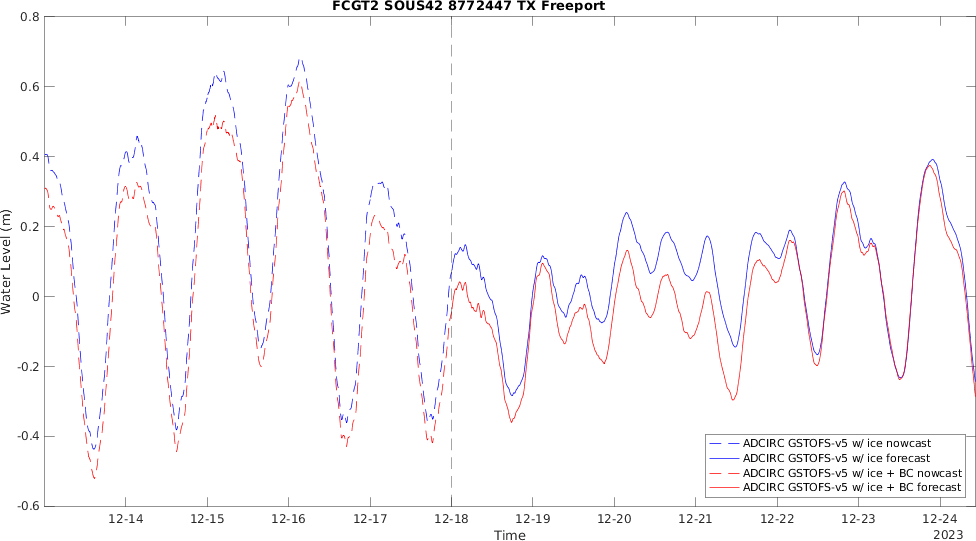 FCGT2 SOUS42 8772447 TX Freeport
Water Level (m)
0.8
0.6
0.4
0.2
0
-0.2
-0.4
-0.6
12-14 12-15 12-16 12-17 12-18 12-19 12-20 12-21 12-22 12-23 12-24
Time
2023
ADCIRC GSTOFS-v5 w/ ice nowcast
ADCIRC GSTOFS-v5 w/ ice forecast
ADCIRC GSTOFS-v5 w/ ice + BC nowcast
ADCIRC GSTOFS-v5 w/ ice + BC forecast